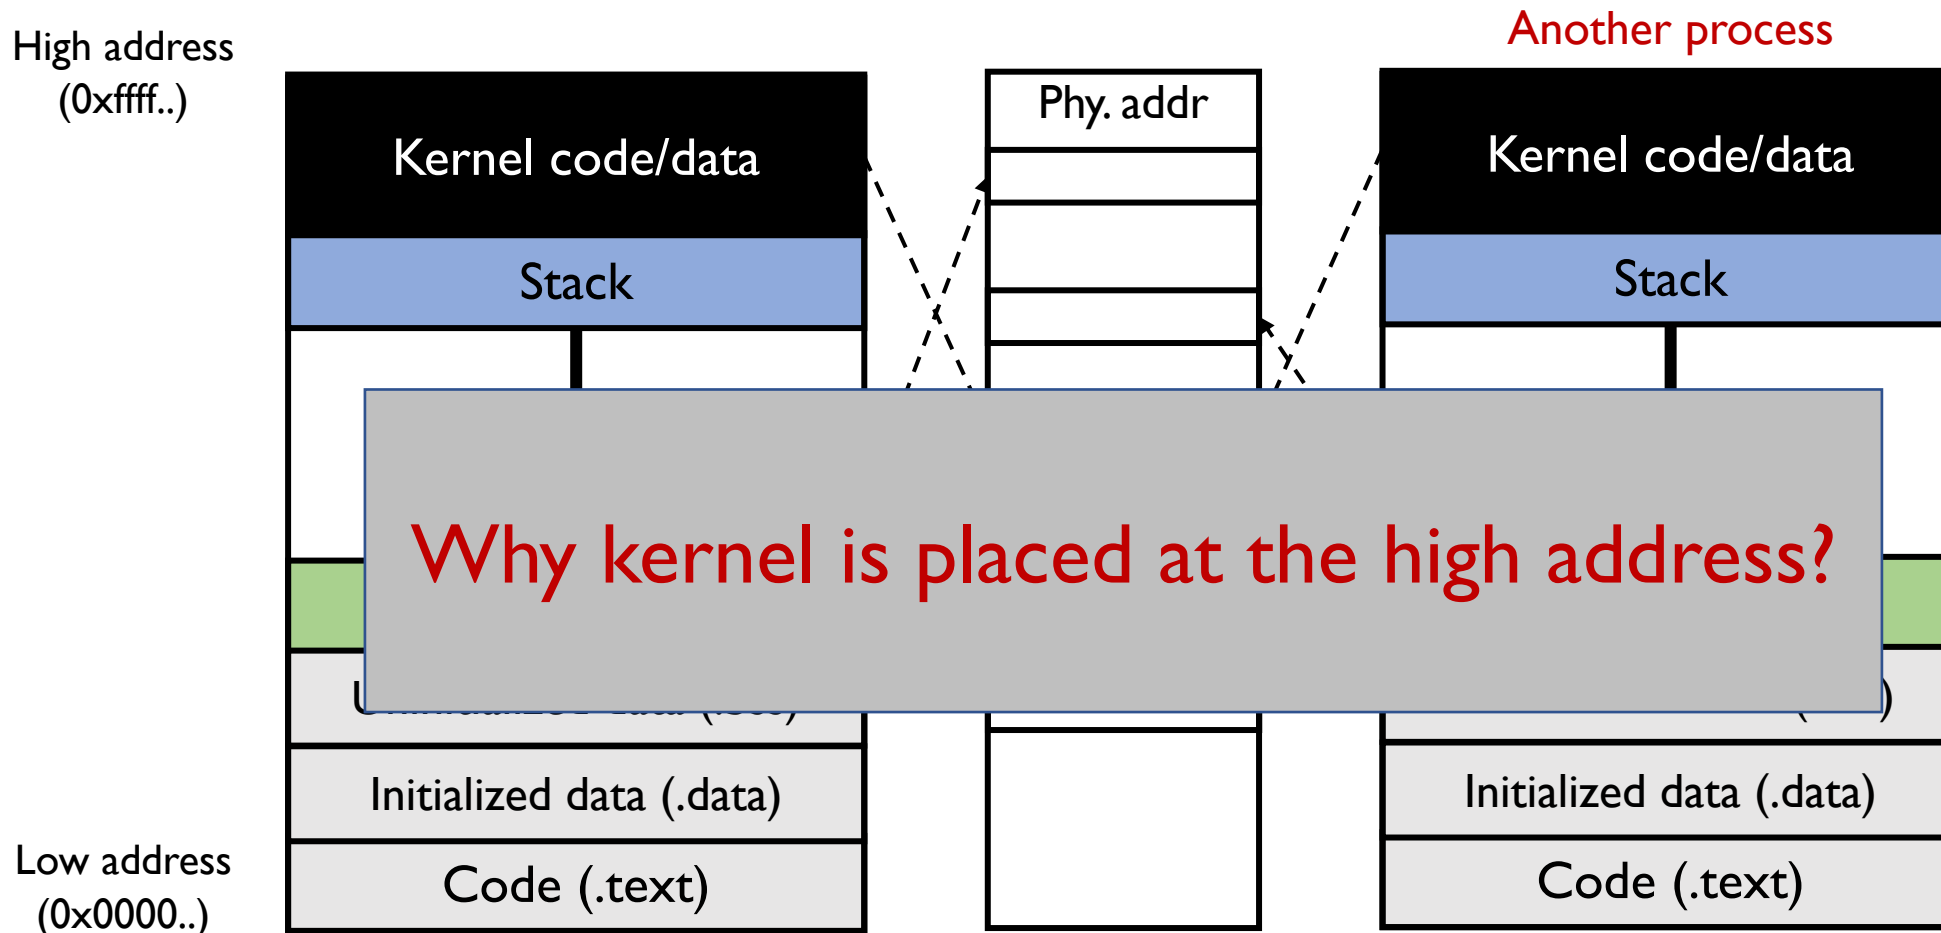 Another process
High address
(0xffff..)
Phy. addr
Kernel code/data
Kernel code/data
Stack
Stack
Why kernel is placed at the high address?
Initialized data (.data)
Initialized data (.data)
Low address
(0x0000..)
Code (.text)
Code (.text)